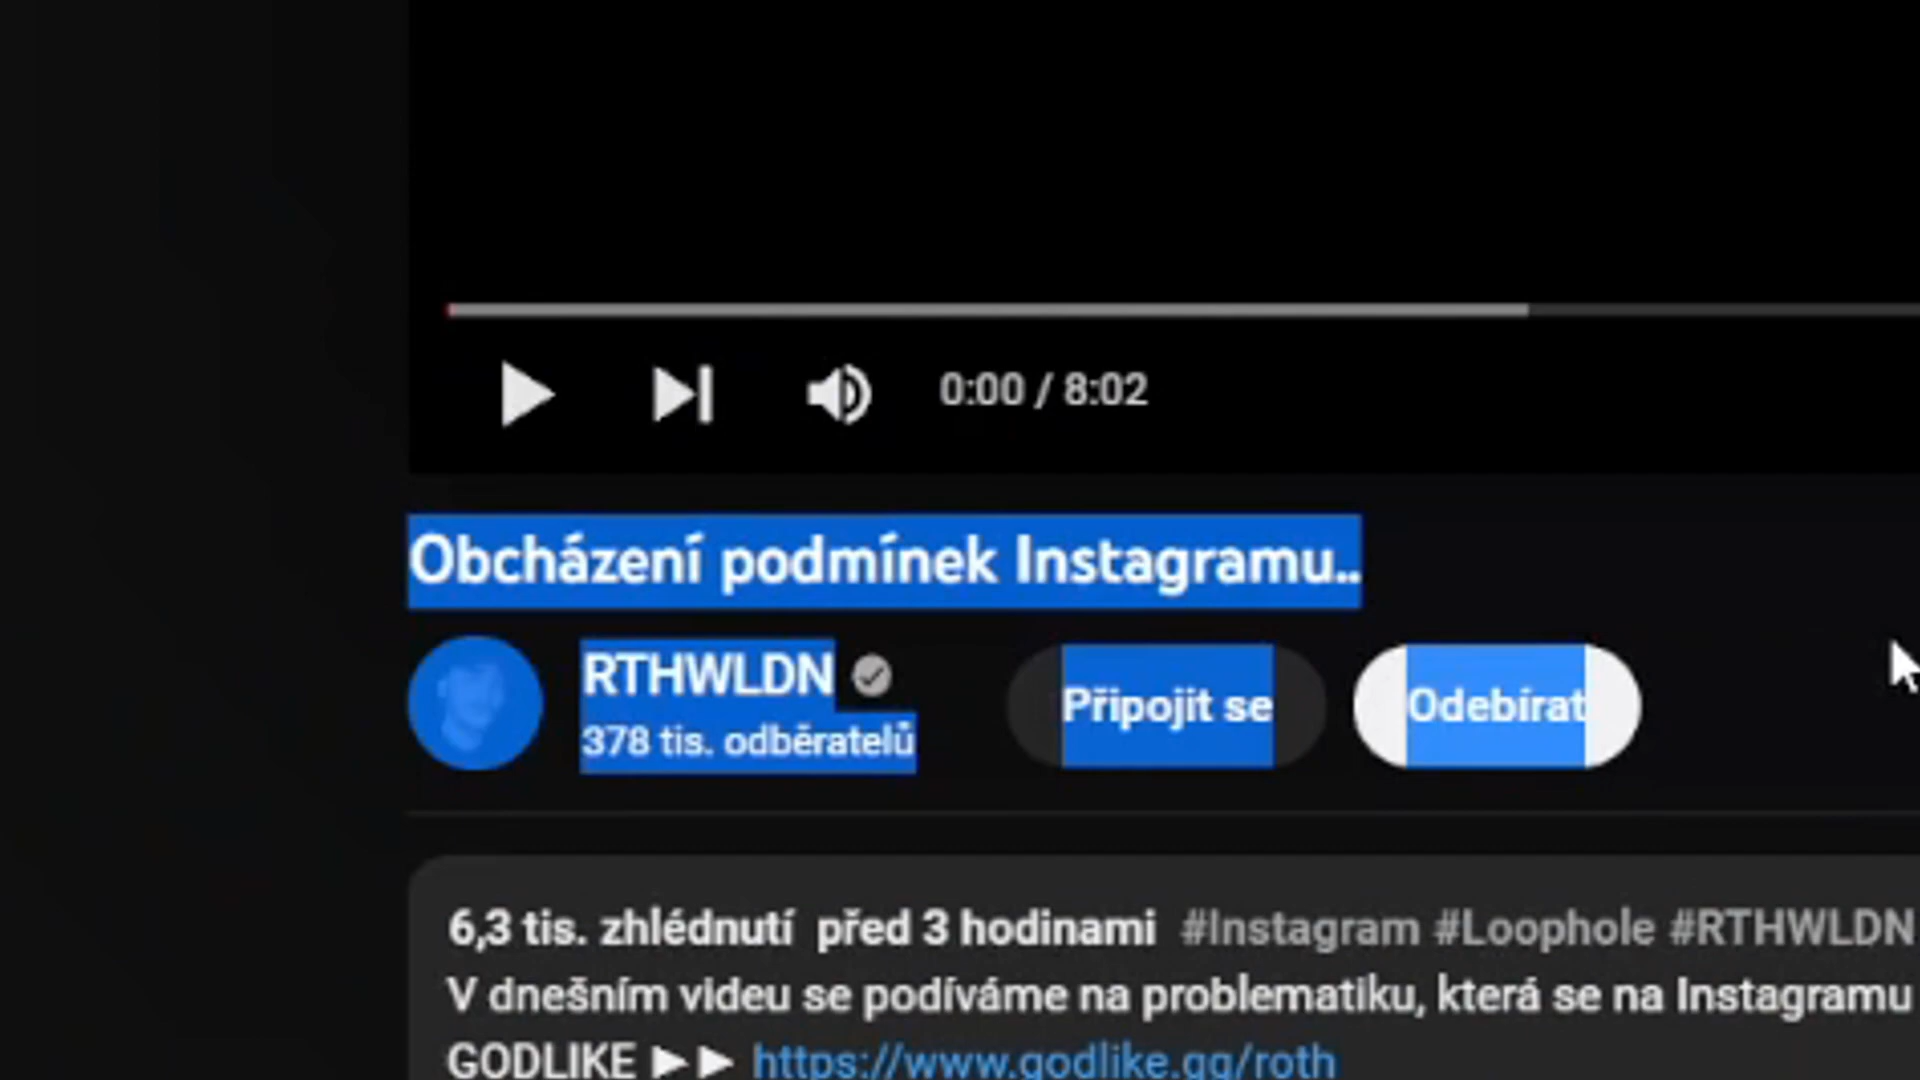 0:00 / 8:02
Obcházení podmínek Instagramu..
RTHWLDN
378 tis. odběratelů
Připojit se
Odebírat
6,3 tis. zhlédnutí před 3 hodinami #Instagram #Loophole #RTHWLDN
V dnešním videu se podíváme na problematiku, která se na Instagramu
GODLIKE ►► https://www.godlike.gg/roth